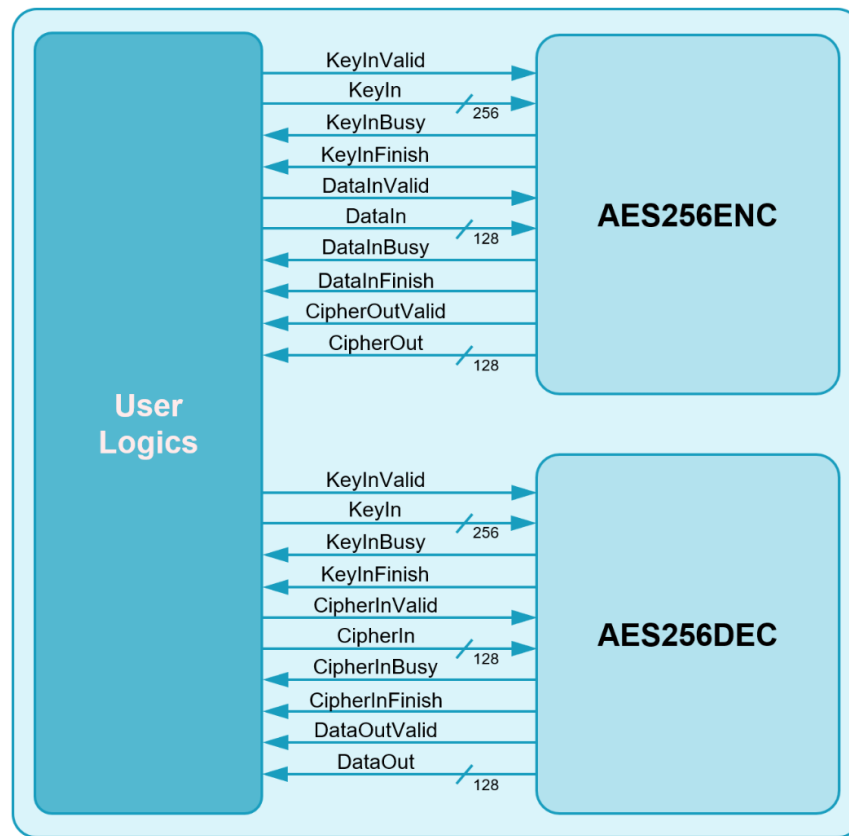 KeyInValid
KeyIn
256
KeyInBusy
KeyInFinish
DataInValid
DataIn
128
DataInBusy
DataInFinish
CipherOutValid
CipherOut
128
AES256ENC
User
Logics
KeyInValid
KeyIn
256
KeyInBusy
KeyInFinish
CipherInValid
CipherIn
128
CipherInBusy
CipherInFinish
DataOutValid
DataOut
128
AES256DEC